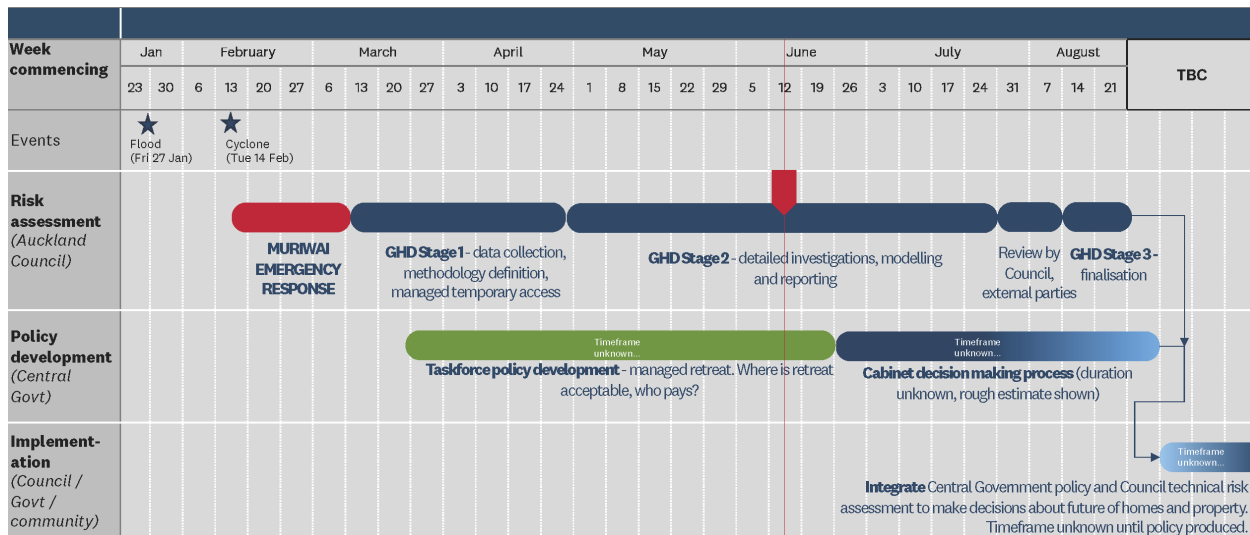 Week
commencing
Jan February March April May June July August
TBC
23 30 6 13 20 27 6 13 20 27 3 10 17 24 1 8 15 22 29 5 12 19 26 3 10 17 24 31 7 14 21
Events
Flood
(Fri 27 Jan)
Cyclone
(Tue 14 Feb)
Risk
assessment
(Auckland
Council)
MURIWAI
EMERGENCY
RESPONSE
GHD Stage 1 - data collection,
methodology definition,
managed temporary access
GHD Stage 2 - detailed investigations, modelling
and reporting
Review by
Council,
external parties
GHD Stage 3 -
finalisation
Policy
development
(Central
Govt)
Timeframe
unknown...
Taskforce policy development - managed retreat. Where is retreat
acceptable, who pays?
Timeframe
unknown...
Cabinet decision making process (duration
unknown, rough estimate shown)
Implement-
ation
(Council /
Govt /
community)
Timeframe
unknown...
Integrate Central Government policy and Council technical risk
assessment to make decisions about future of homes and property.
Timeframe unknown until policy produced.